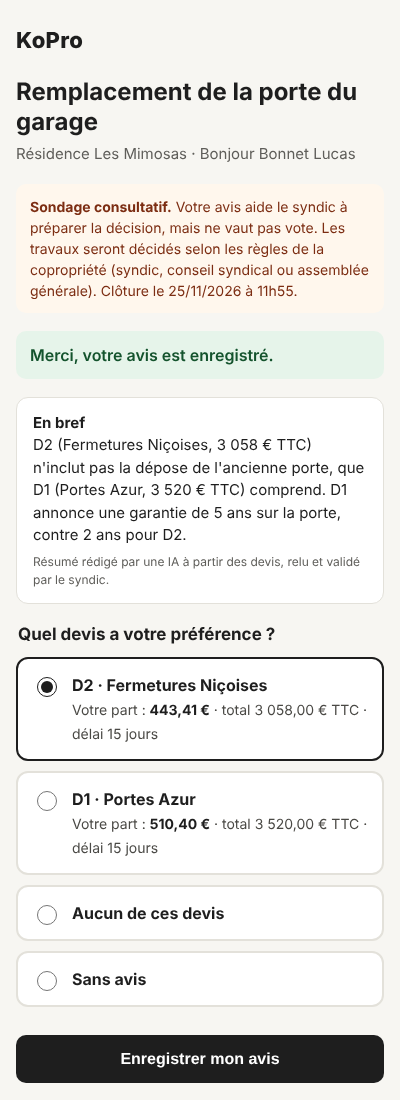 KoPro
Remplacement de la porte du
garage
Résidence Les Mimosas · Bonjour Bonnet Lucas
Sondage consultatif. Votre avis aide le syndic à
préparer la décision, mais ne vaut pas vote. Les
travaux seront décidés selon les règles de la
copropriété (syndic, conseil syndical ou assemblée
générale). Clôture le 25/11/2026 à 11h55.
Merci, votre avis est enregistré.
En bref
D2 (Fermetures Niçoises, 3 058 € TTC)
n'inclut pas la dépose de l'ancienne porte, que
D1 (Portes Azur, 3 520 € TTC) comprend. D1
annonce une garantie de 5 ans sur la porte,
contre 2 ans pour D2.
Résumé rédigé par une IA à partir des devis, relu et validé
par le syndic.
Quel devis a votre préférence ?
D2 · Fermetures Niçoises
Votre part : 443,41 € · total 3 058,00 € TTC ·
délai 15 jours
D1 · Portes Azur
Votre part : 510,40 € · total 3 520,00 € TTC ·
délai 15 jours
Aucun de ces devis
Sans avis
Enregistrer mon avis